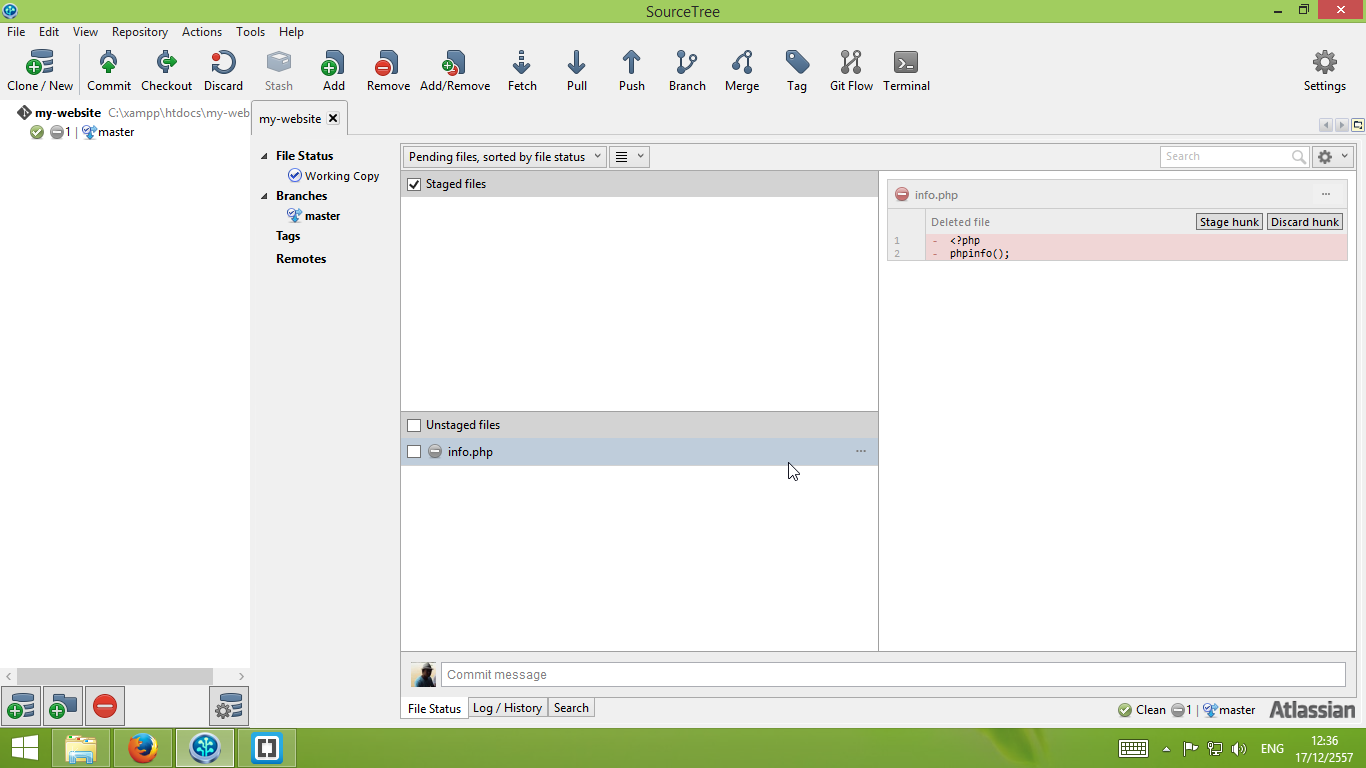 SourceTree
File Edit View Repository Actions Tools Help
Clone / New Commit Checkout Discard Stash Add Remove Add/Remove Fetch Pull Push Branch Merge Tag Git Flow Terminal Settings
my-website C:\xampp\htdocs\my-web
1 | master
my-website
File Status
Working Copy
Branches
master
Tags
Remotes
Pending files, sorted by file status
Search
Staged files
Unstaged files
info.php
info.php
Deleted file Stage hunk Discard hunk
1 - <?php
2 - phpinfo();
Commit message
File Status Log / History Search
Clean 1 | master Atlassian
ENG
12:36
17/12/2557